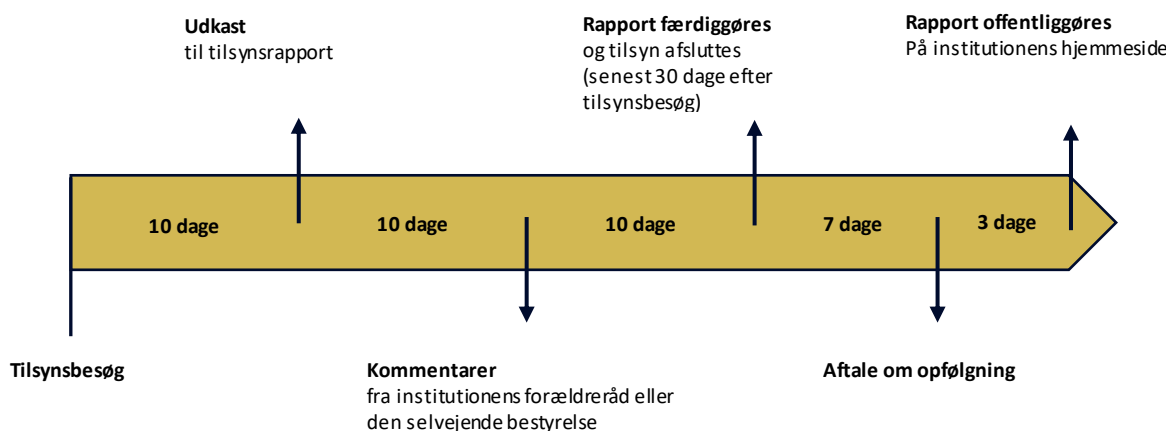 Udkast
til tilsynsrapport
Rapport færdiggøres
og tilsyn afsluttes
(senest 30 dage efter
tilsynsbesøg)
Rapport offentliggøres
På institutionens hjemmeside
10 dage
10 dage
10 dage
7 dage
3 dage
Tilsynsbesøg
Kommentarer
fra institutionens forældreråd eller
den selvejende bestyrelse
Aftale om opfølgning